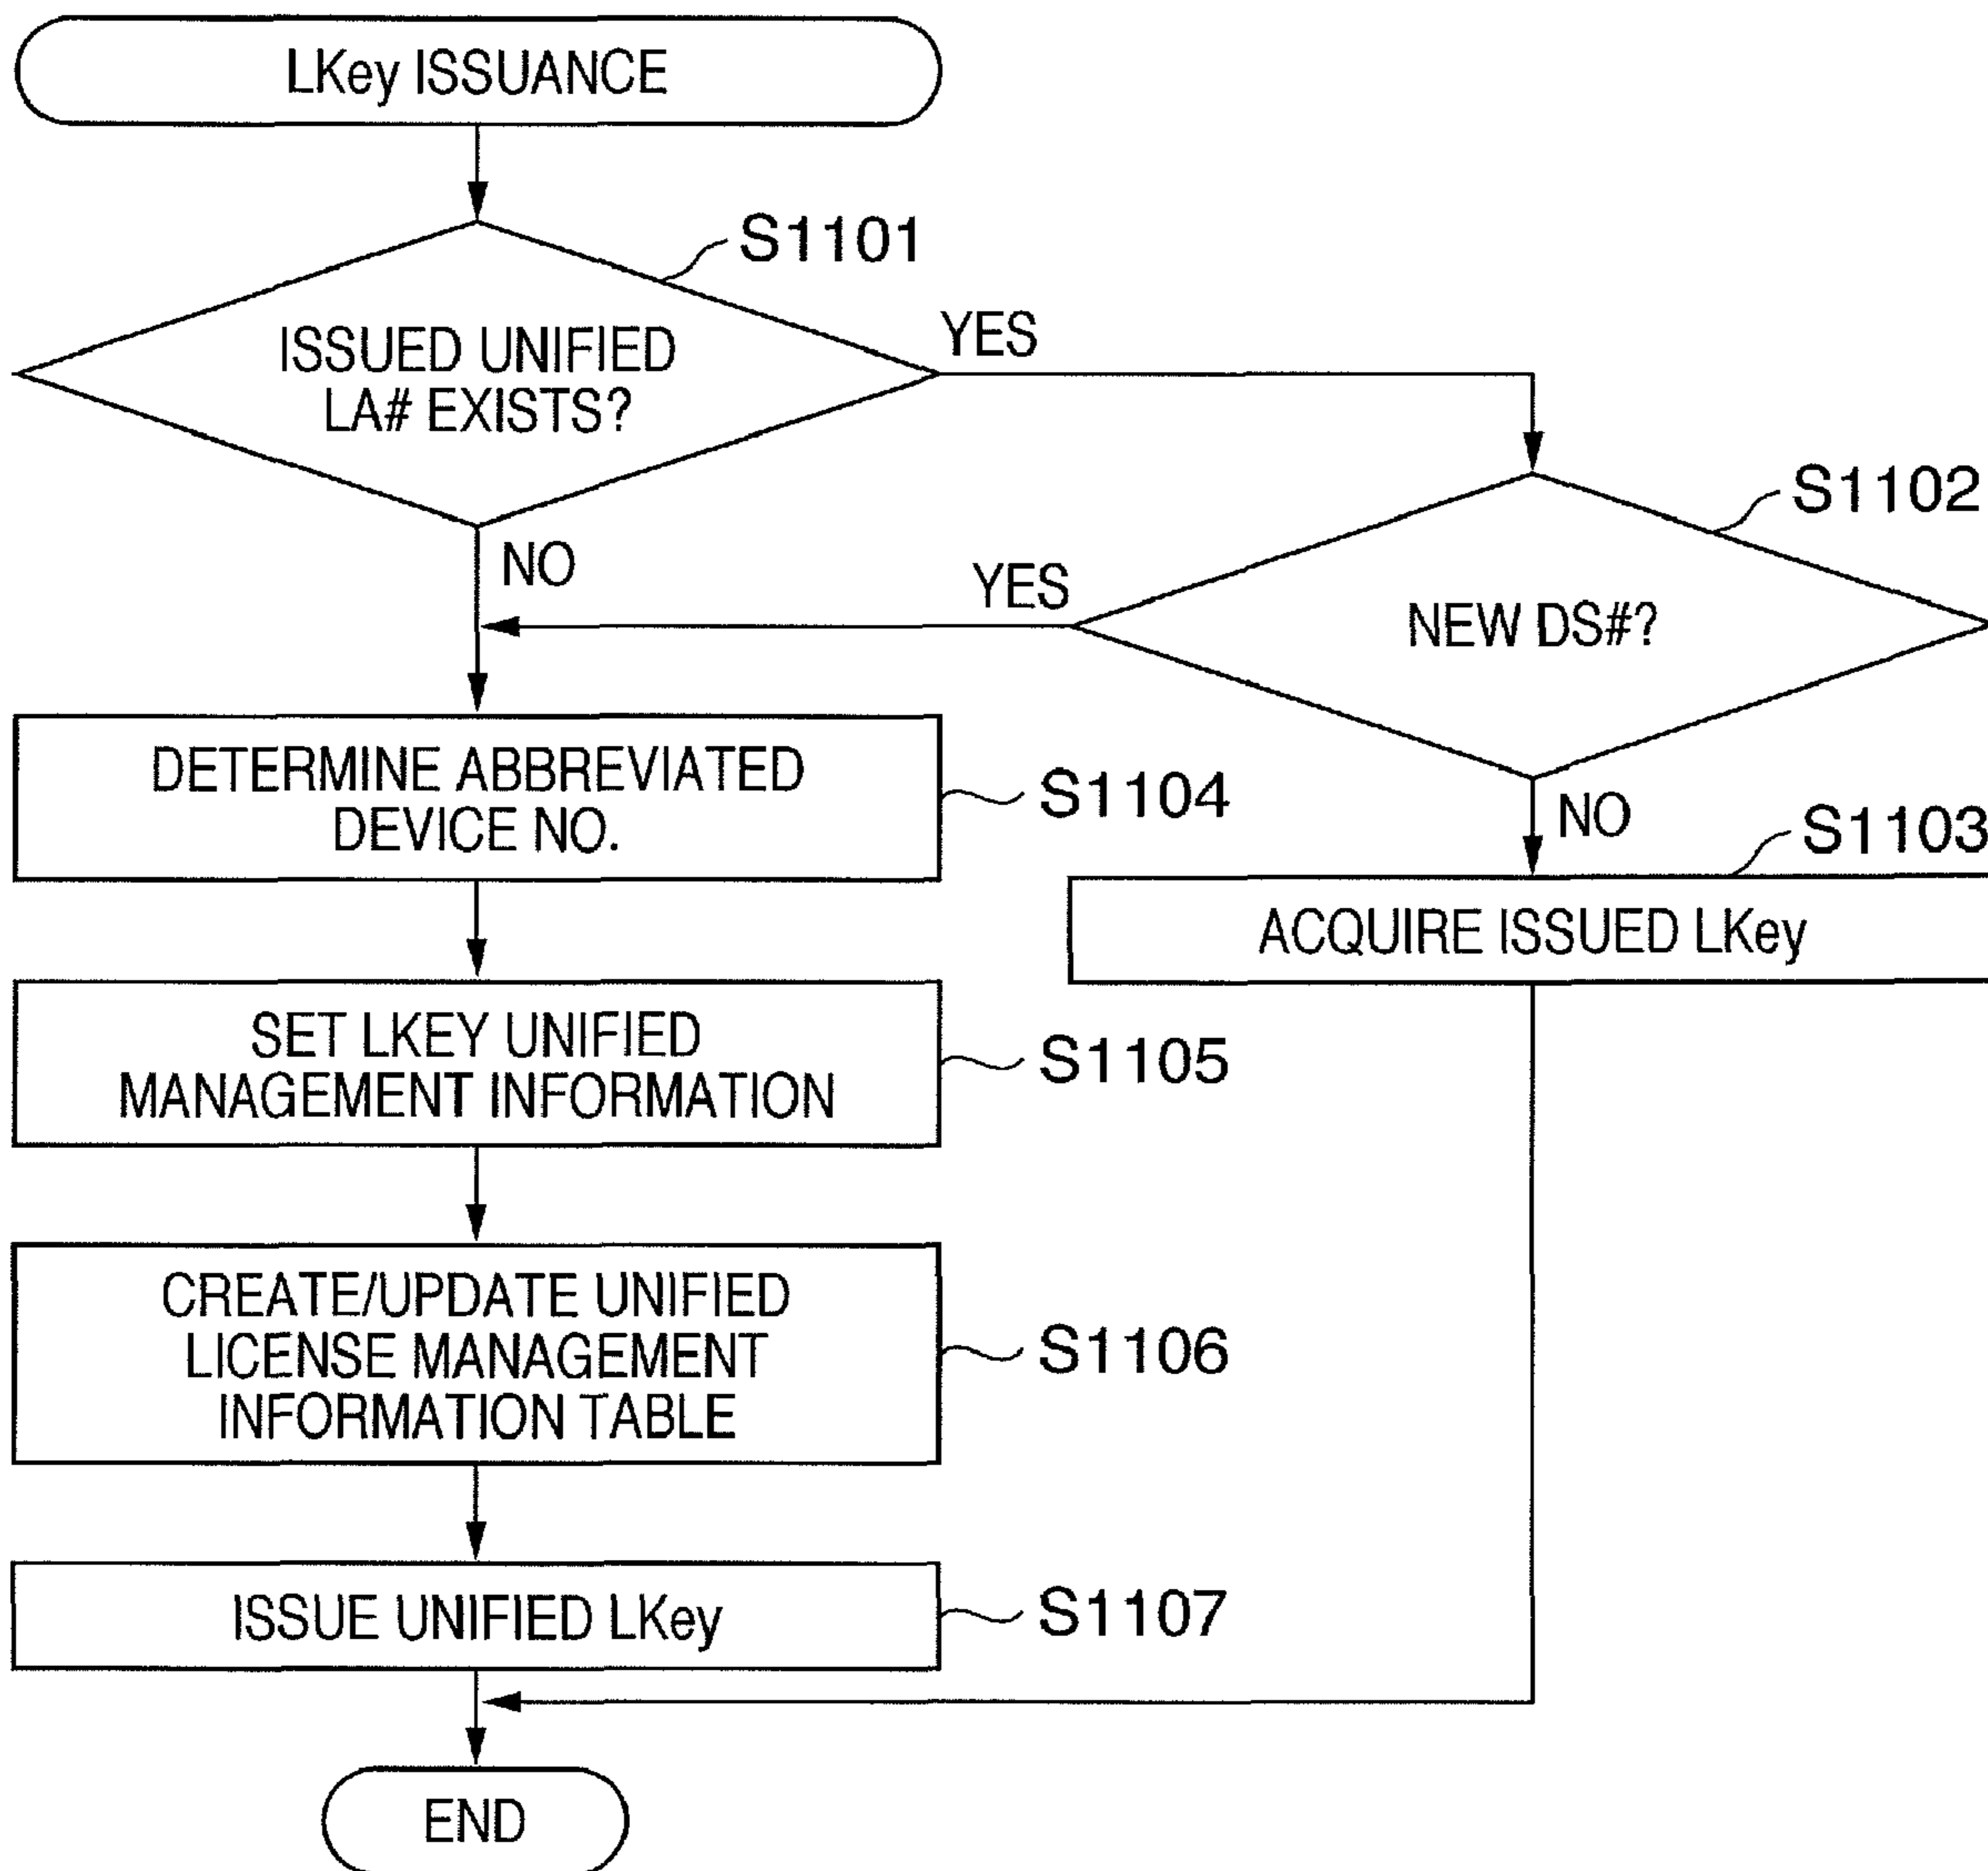 LKey ISSUANCE
S1101
ISSUED UNIFIED
LA# EXISTS?
YES
NO
S1102
NEW DS#?
YES
NO
S1103
ACQUIRE ISSUED LKey
DETERMINE ABBREVIATED
DEVICE NO.
S1104
SET LKEY UNIFIED
MANAGEMENT INFORMATION
S1105
CREATE/UPDATE UNIFIED
LICENSE MANAGEMENT
INFORMATION TABLE
S1106
ISSUE UNIFIED LKey
S1107
END